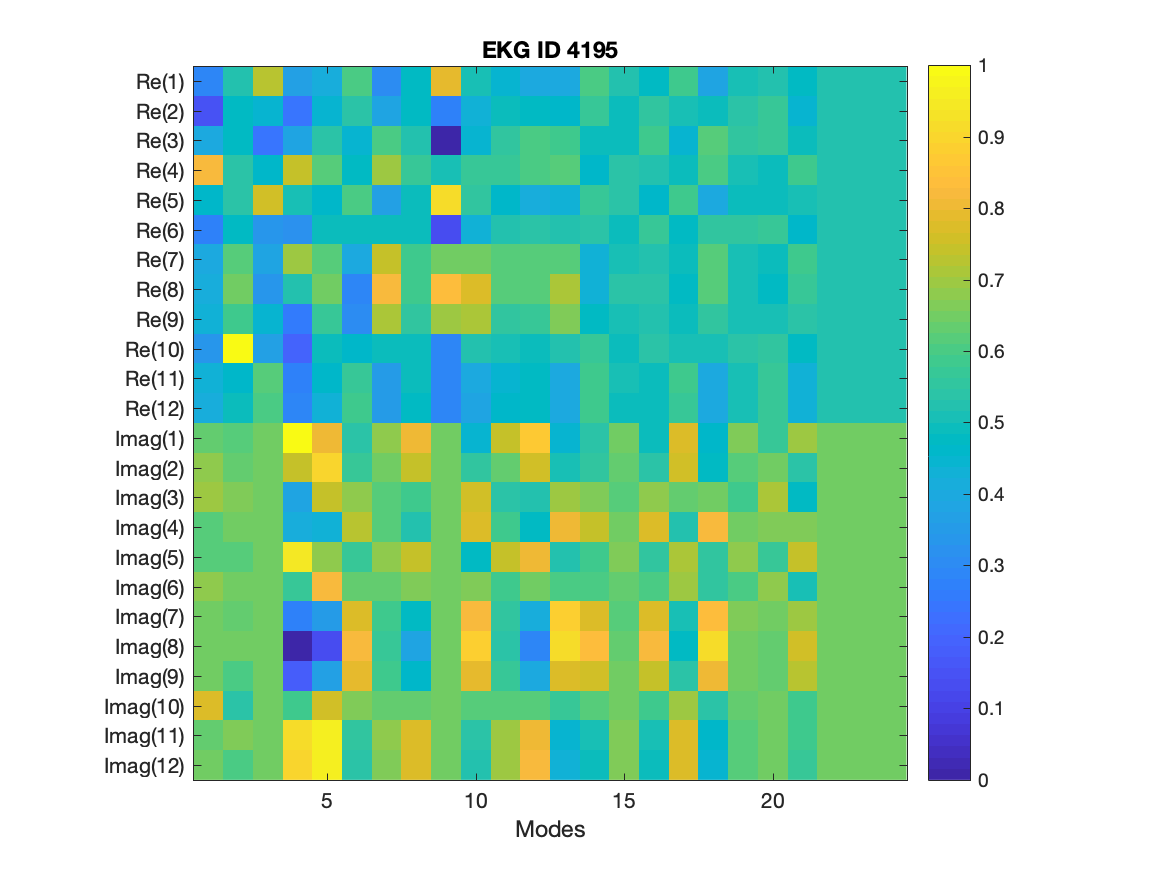 EKG ID 4195
Re(1)
Re(2)
Re(3)
Re(4)
Re(5)
Re(6)
Re(7)
Re(8)
Re(9)
Re(10)
Re(11)
Re(12)
Imag(1)
Imag(2)
Imag(3)
Imag(4)
Imag(5)
Imag(6)
Imag(7)
Imag(8)
Imag(9)
Imag(10)
Imag(11)
Imag(12)
5 10 15 20
Modes
1
0.9
0.8
0.7
0.6
0.5
0.4
0.3
0.2
0.1
0